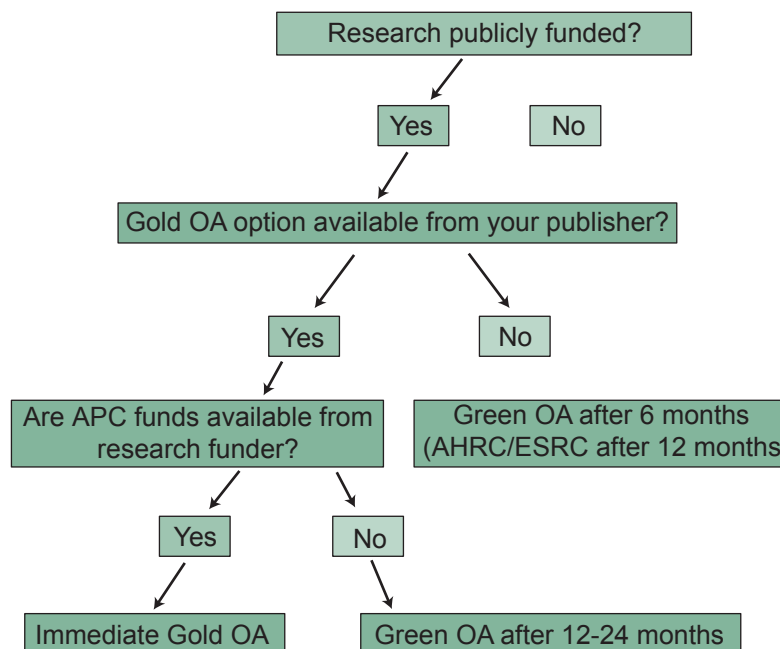 Research publicly funded?
Yes
No
Gold OA option available from your publisher?
Yes
No
Are APC funds available from
research funder?
Green OA after 6 months
(AHRC/ESRC after 12 months
Yes
No
Immediate Gold OA
Green OA after 12-24 months